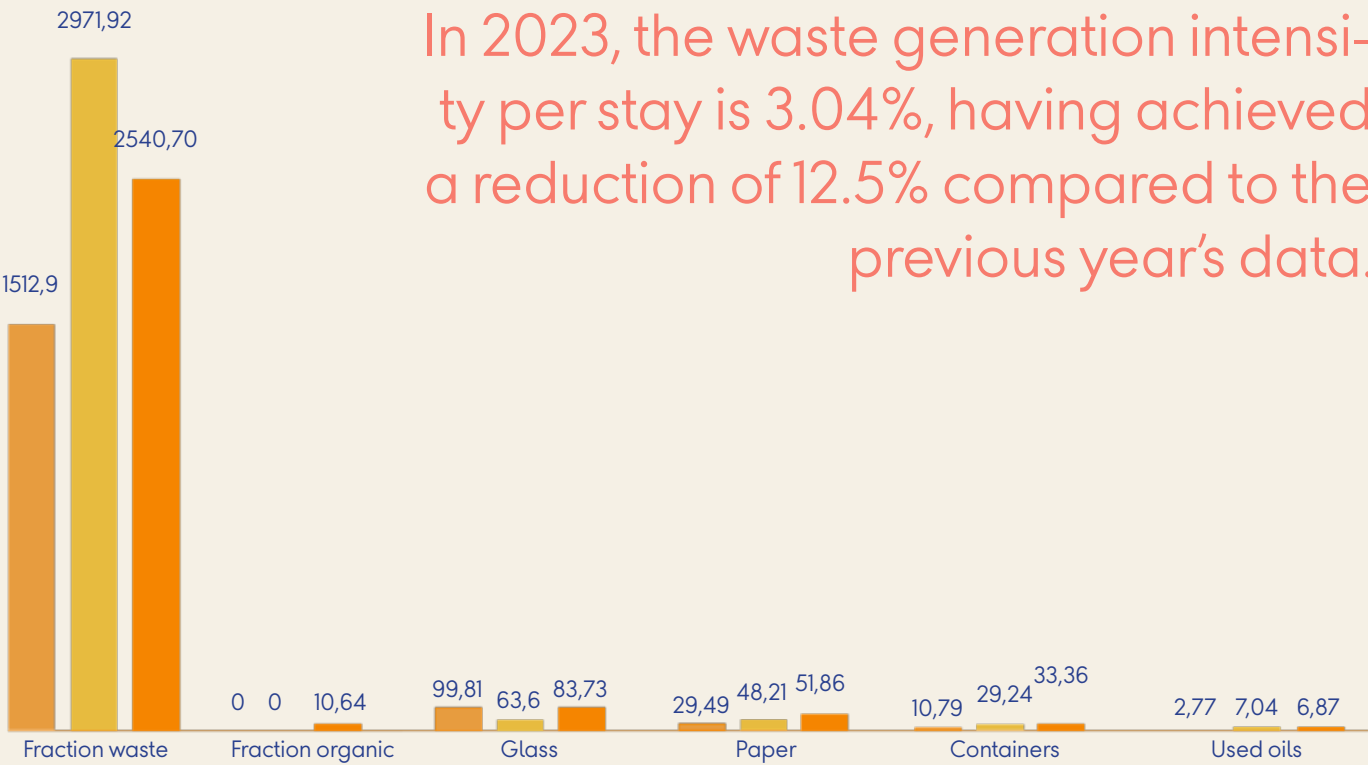 In 2023, the waste generation intensi-
ty per stay is 3.04%, having achieved
a reduction of 12.5% compared to the
previous year’s data.
2971,92
2540,70
1512,9
0 0 10,64
99,81 63,6 83,73
29,49 48,21 51,86
10,79 29,24 33,36
2,77 7,04 6,87
Fraction waste Fraction organic Glass Paper Containers Used oils